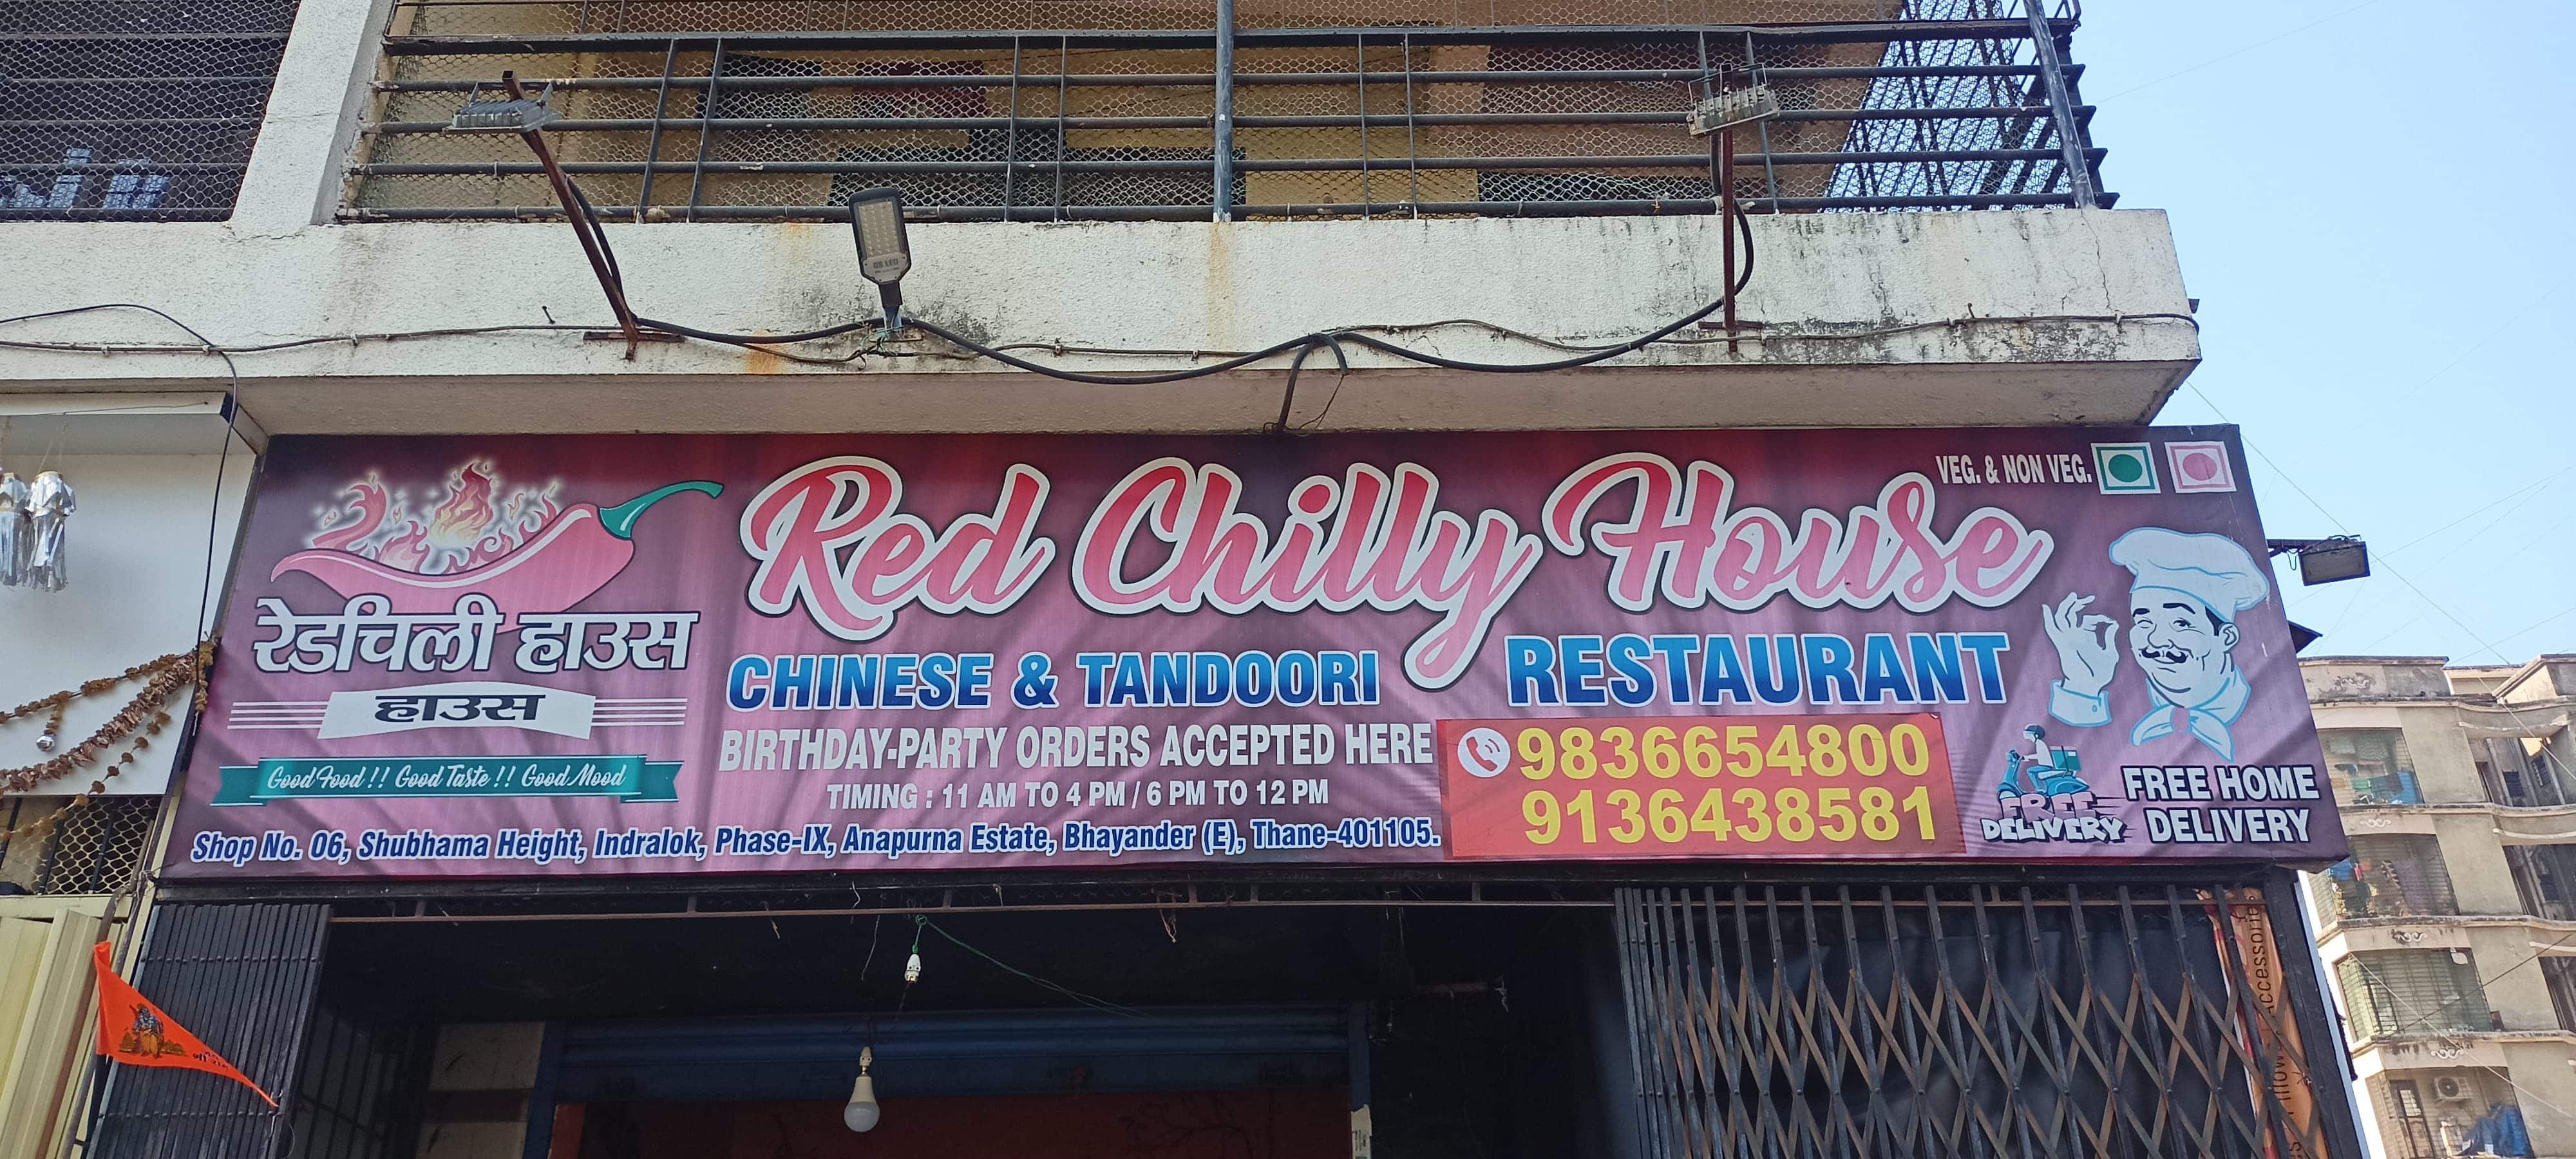 रेडचिली हाउस
हाउस
Good Food !! Good Taste !! Good Mood
Red Chilly House
VEG. & NON VEG.
CHINESE & TANDOORI RESTAURANT
BIRTHDAY-PARTY ORDERS ACCEPTED HERE
TIMING : 11 AM TO 4 PM / 6 PM TO 12 PM
9836654800
9136438581
Shop No. 06, Shubhama Height, Indralok, Phase-IX, Anapurna Estate, Bhayander (E), Thane-401105.
FREE
DELIVERY
FREE HOME
DELIVERY